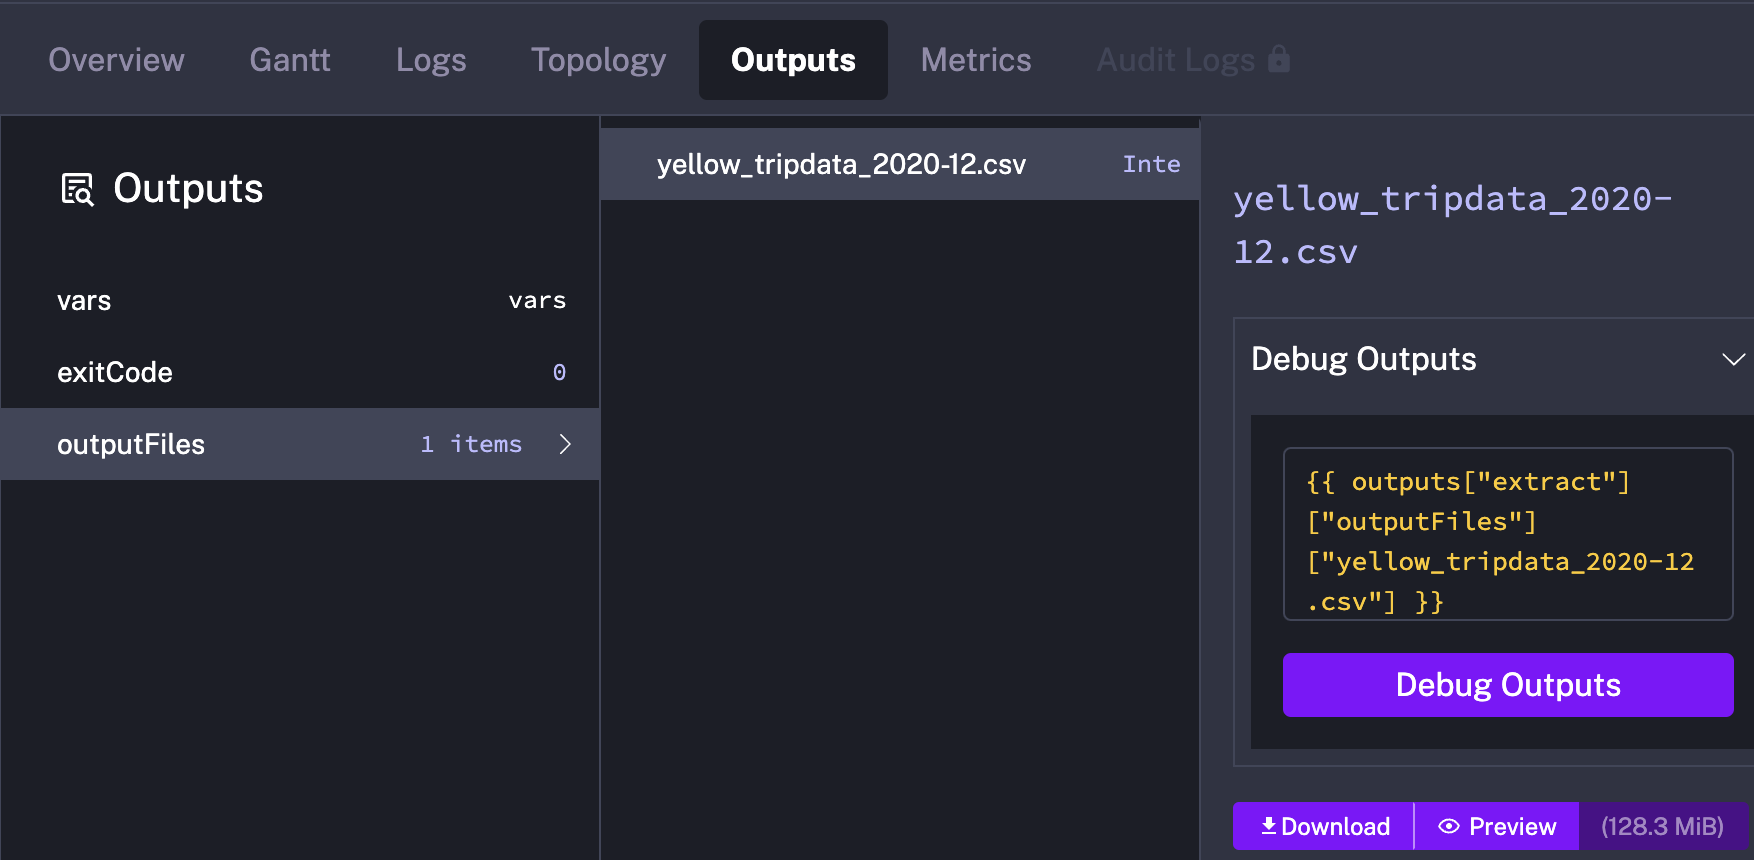 Overview Gantt Logs Topology Outputs Metrics Audit Logs
Outputs
vars vars
exitCode 0
outputFiles 1 items
yellow_tripdata_2020-12.csv Inte
yellow_tripdata_2020-
12.csv
Debug Outputs
{{ outputs["extract"]
["outputFiles"]
["yellow_tripdata_2020-12
.csv"] }}
Debug Outputs
Download Preview (128.3 MiB)